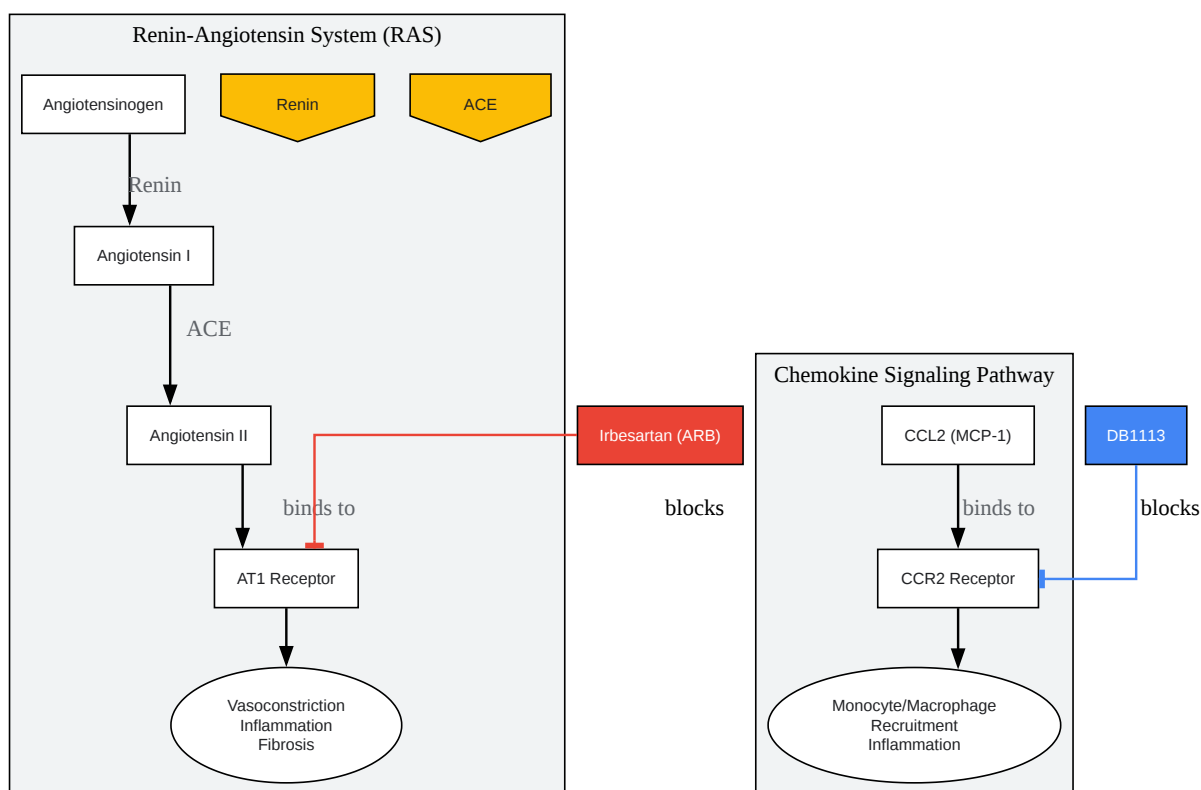 Renin-Angiotensin System (RAS)
Angiotensinogen
Renin
ACE
Renin
Angiotensin I
ACE
Angiotensin II
binds to
AT1 Receptor
Vasoconstriction
Inflammation
Fibrosis
Irbesartan (ARB)
blocks
Chemokine Signaling Pathway
CCL2 (MCP-1)
binds to
CCR2 Receptor
Monocyte/Macrophage
Recruitment
Inflammation
DB1113
blocks